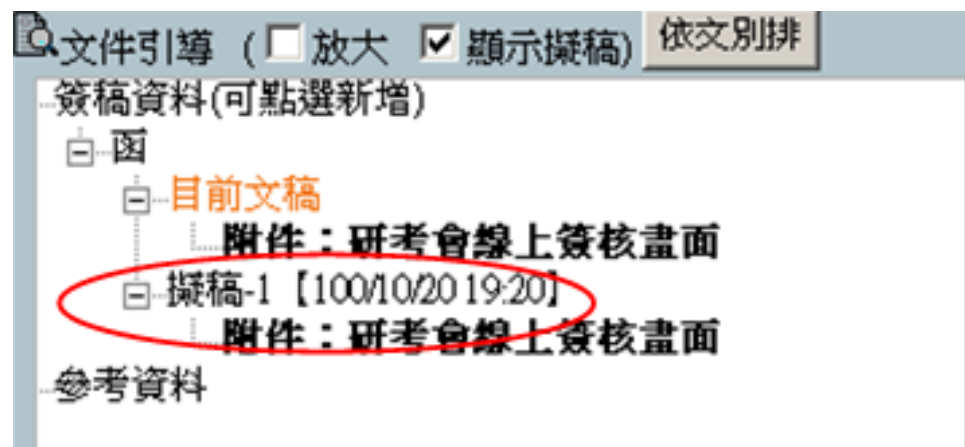 文件引導 (放大 顯示擬稿) 依文別排
簽稿資料(可點選新增)
函
目前文稿
附件：研考會線上簽核畫面
擬稿-1【100/10/20 19:20】
附件：研考會線上簽核畫面
參考資料